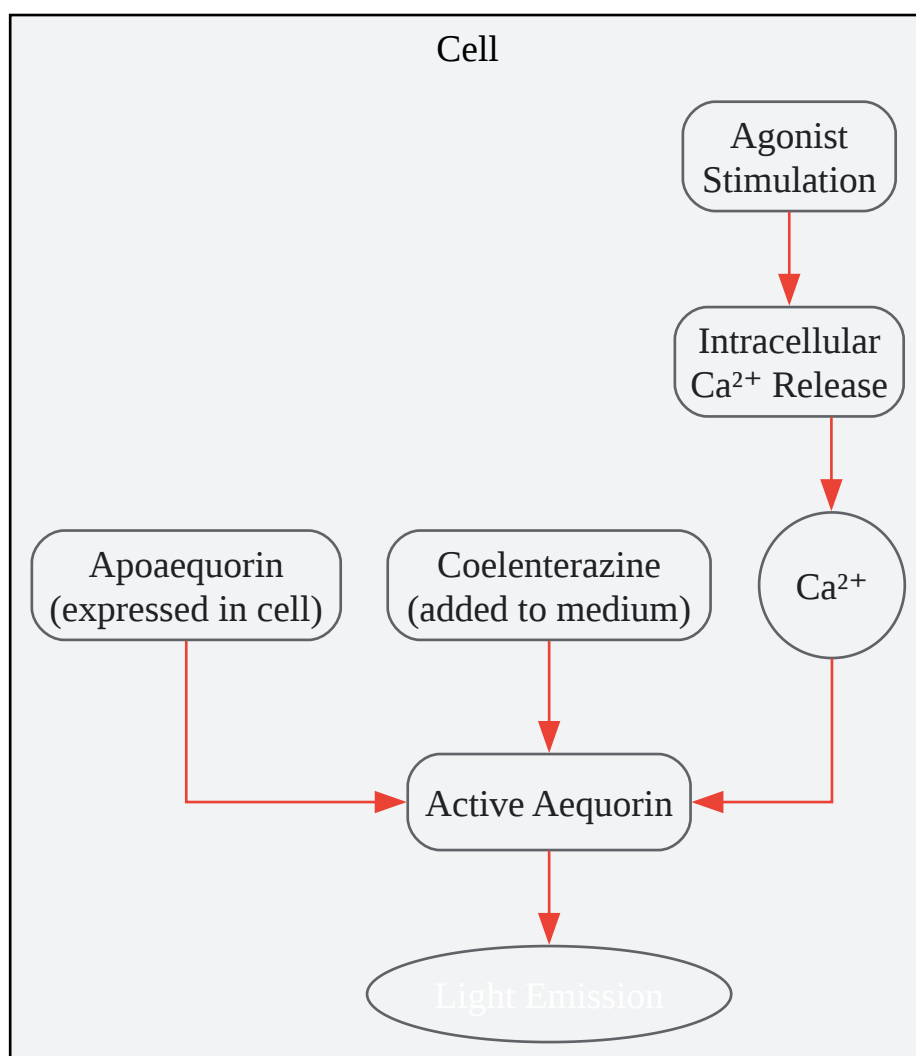 Cell
Agonist
Stimulation
Intracellular
Ca²⁺ Release
Apoaequorin
(expressed in cell)
Coelenterazine
(added to medium)
Ca²⁺
Active Aequorin
Light Emission